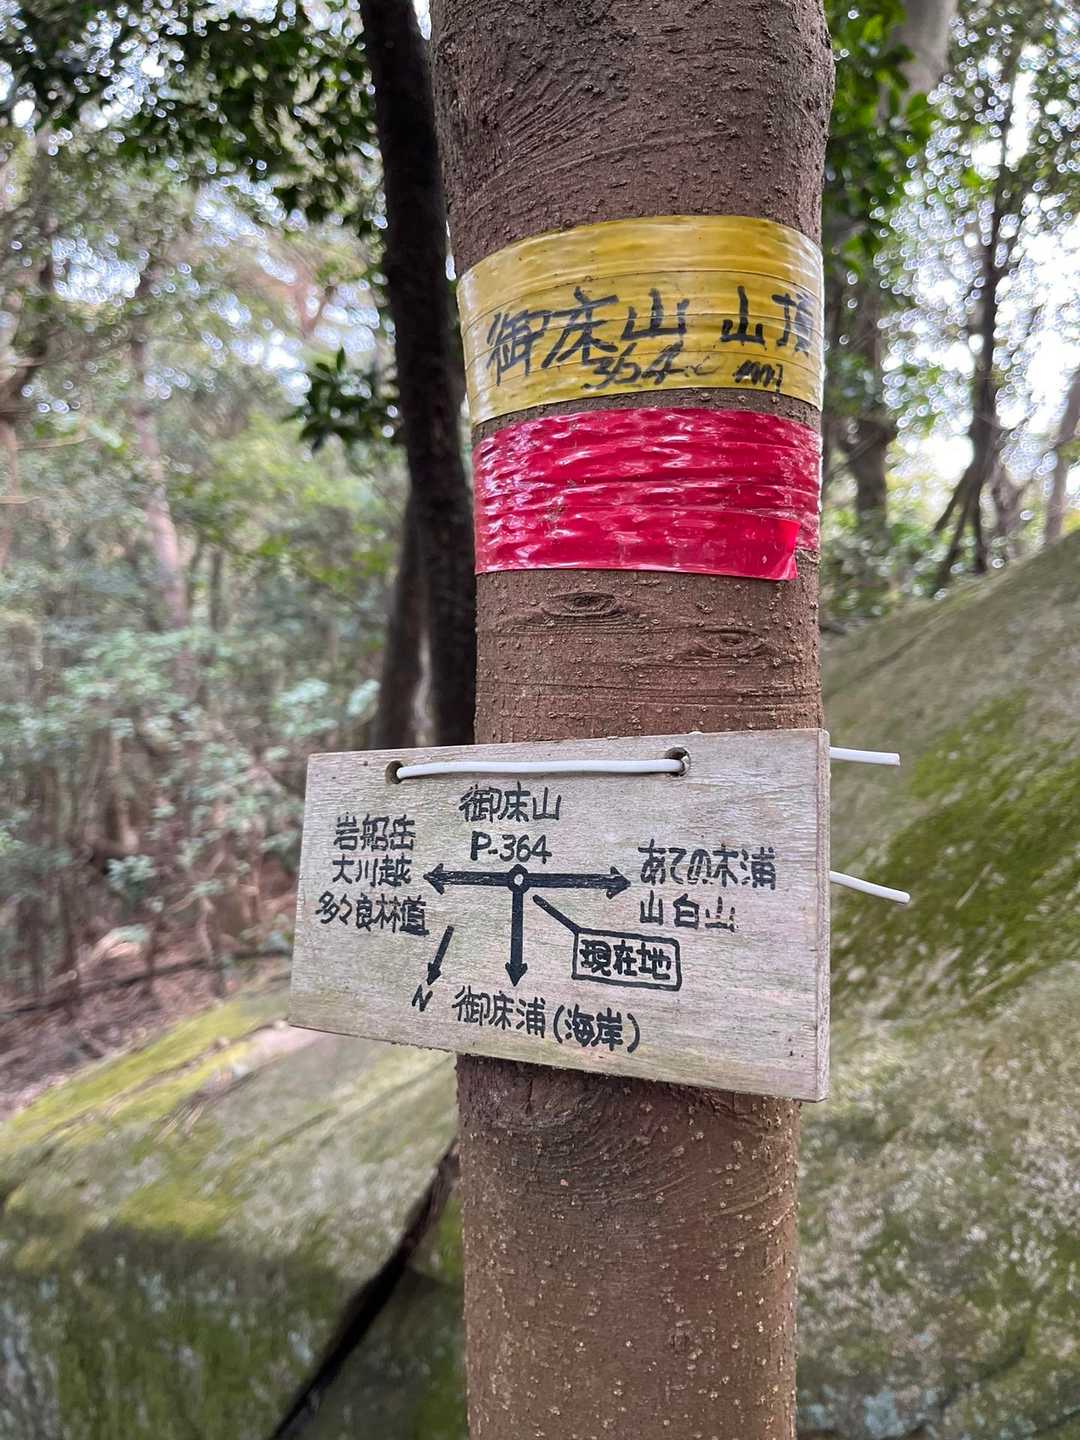 御床山 山頂
364
御床山
P-364
岩船岳
大川越
多々良林道
あての木浦
山白山
現在地
N
御床浦(海岸)